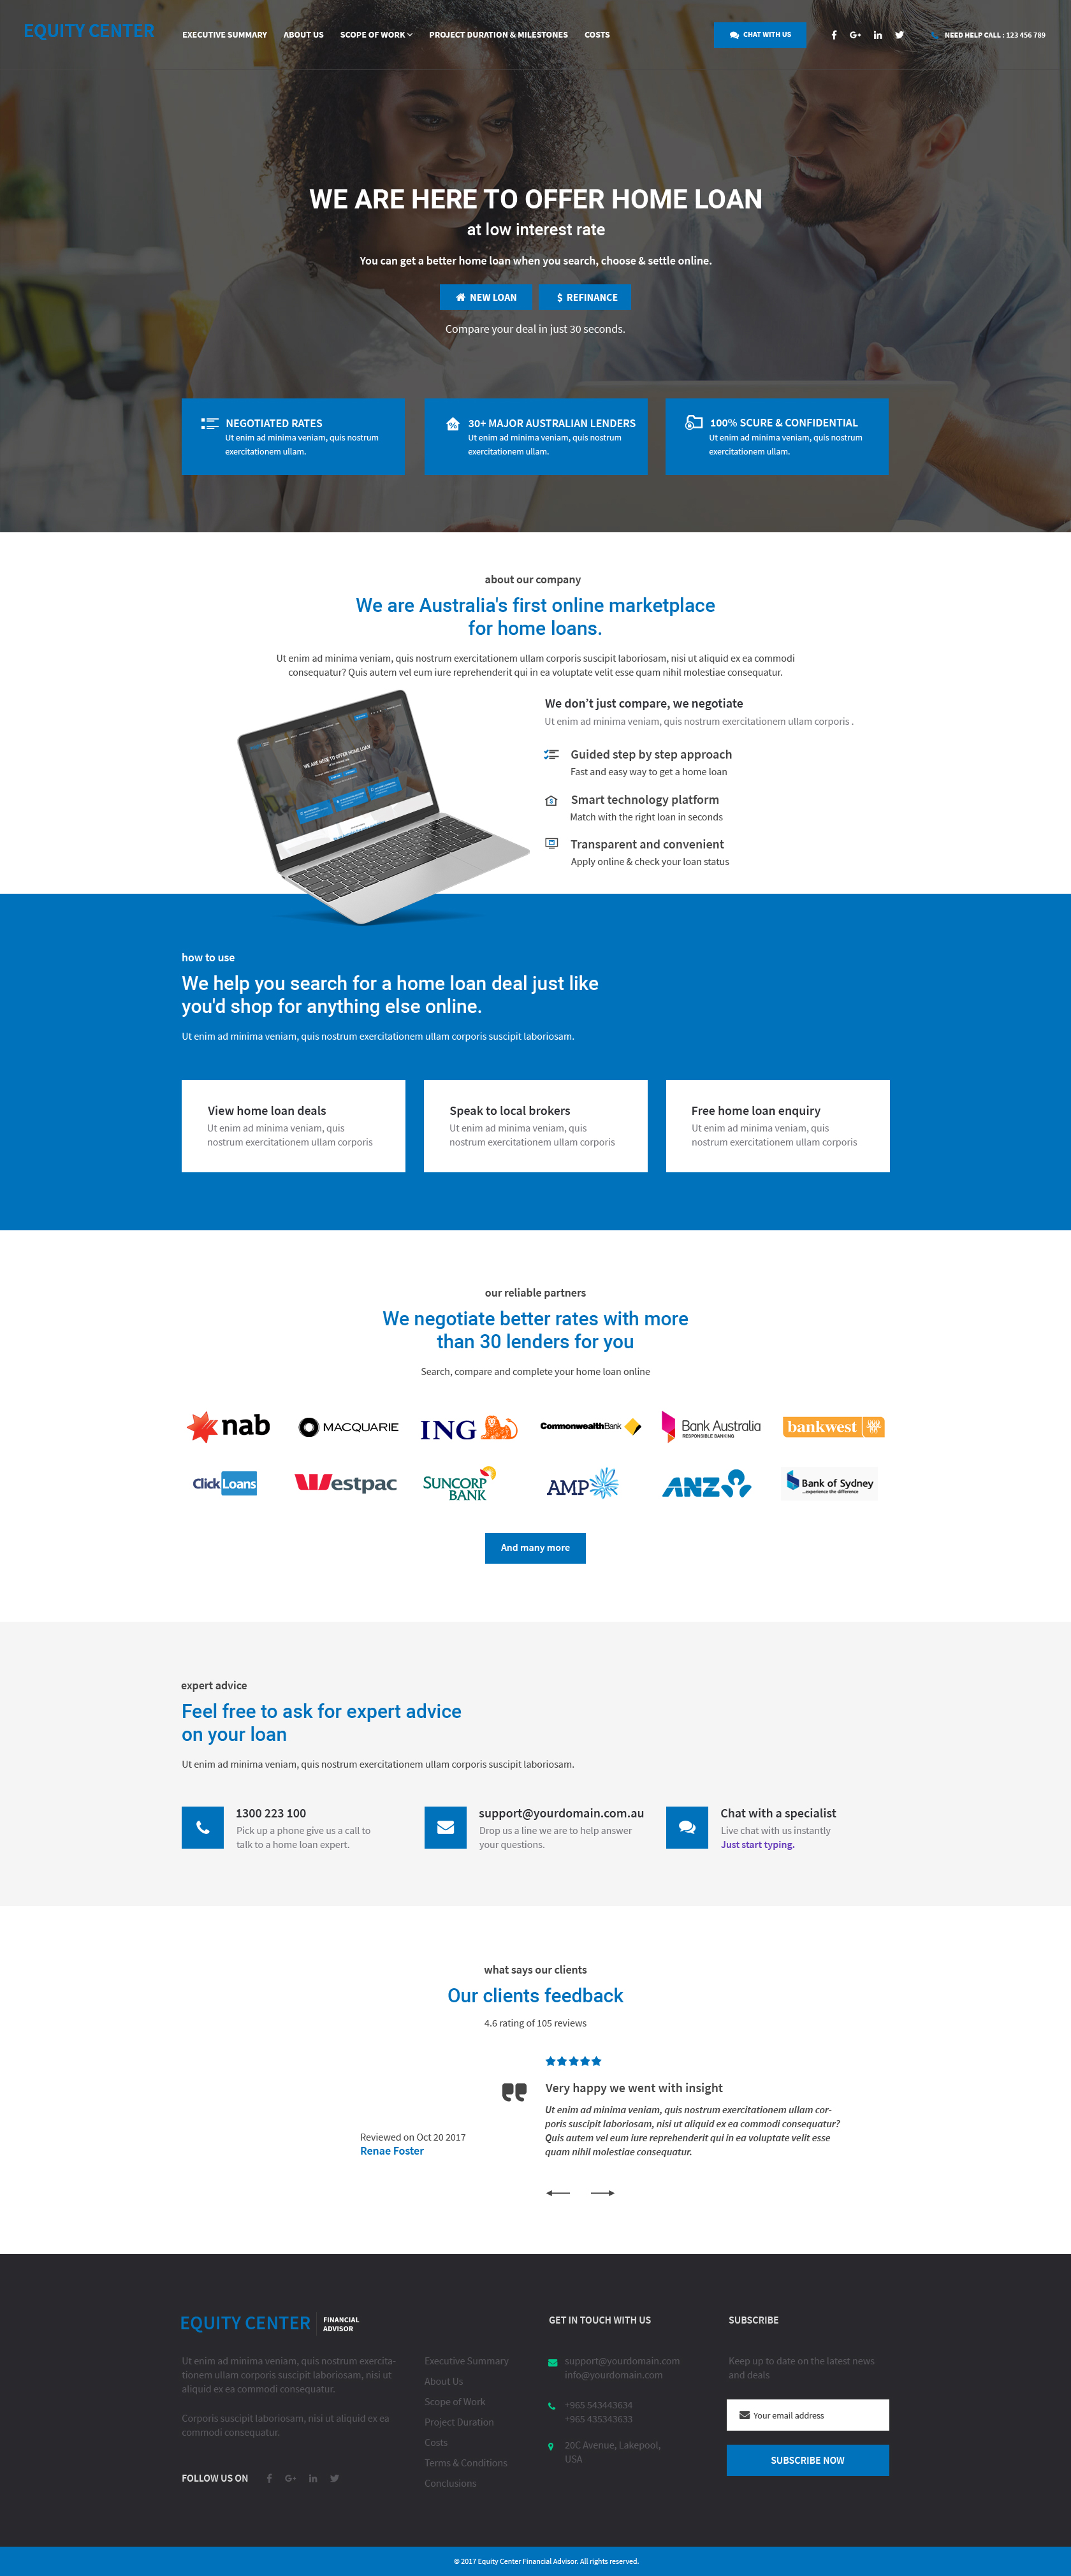 EQUITY CENTER
EXECUTIVE SUMMARY
ABOUT US
SCOPE OF WORK
PROJECT DURATION & MILESTONES
COSTS
CHAT WITH US
NEED HELP CALL : 123 456 789
WE ARE HERE TO OFFER HOME LOAN
at low interest rate
You can get a better home loan when you search, choose & settle online.
NEW LOAN
$ REFINANCE
Compare your deal in just 30 seconds.
NEGOTIATED RATES
Ut enim ad minima veniam, quis nostrum
exercitationem ullam.
30+ MAJOR AUSTRALIAN LENDERS
Ut enim ad minima veniam, quis nostrum
exercitationem ullam.
100% SCURE & CONFIDENTIAL
Ut enim ad minima veniam, quis nostrum
exercitationem ullam.
about our company
We are Australia's first online marketplace
for home loans.
Ut enim ad minima veniam, quis nostrum exercitationem ullam corporis suscipit laboriosam, nisi ut aliquid ex ea commodi
consequatur? Quis autem vel eum iure reprehenderit qui in ea voluptate velit esse quam nihil molestiae consequatur.
WE ARE HERE TO OFFER HOME LOAN
We don't just compare, we negotiate
Ut enim ad minima veniam, quis nostrum exercitationem ullam corporis .
Guided step by step approach
Fast and easy way to get a home loan
Smart technology platform
Match with the right loan in seconds
Transparent and convenient
Apply online & check your loan status
how to use
We help you search for a home loan deal just like
you'd shop for anything else online.
Ut enim ad minima veniam, quis nostrum exercitationem ullam corporis suscipit laboriosam.
View home loan deals
Ut enim ad minima veniam, quis
nostrum exercitationem ullam corporis
Speak to local brokers
Ut enim ad minima veniam, quis
nostrum exercitationem ullam corporis
Free home loan enquiry
Ut enim ad minima veniam, quis
nostrum exercitationem ullam corporis
our reliable partners
We negotiate better rates with more
than 30 lenders for you
Search, compare and complete your home loan online
nab
MACQUARIE
ING
CommonwealthBank
Bank Australia
RESPONSIBLE BANKING
bankwest
Click Loans
Westpac
SUNCORP
BANK
AMP
ANZ
Bank of Sydney
...experience the difference
And many more
expert advice
Feel free to ask for expert advice
on your loan
Ut enim ad minima veniam, quis nostrum exercitationem ullam corporis suscipit laboriosam.
1300 223 100
Pick up a phone give us a call to
talk to a home loan expert.
support@yourdomain.com.au
Drop us a line we are to help answer
your questions.
Chat with a specialist
Live chat with us instantly
Just start typing.
what says our clients
Our clients feedback
4.6 rating of 105 reviews
Reviewed on Oct 20 2017
Renae Foster
Very happy we went with insight
Ut enim ad minima veniam, quis nostrum exercitationem ullam cor-
poris suscipit laboriosam, nisi ut aliquid ex ea commodi consequatur?
Quis autem vel eum iure reprehenderit qui in ea voluptate velit esse
quam nihil molestiae consequatur.
EQUITY CENTER
FINANCIAL
ADVISOR
Ut enim ad minima veniam, quis nostrum exercita-
tionem ullam corporis suscipit laboriosam, nisi ut
aliquid ex ea commodi consequatur.
Corporis suscipit laboriosam, nisi ut aliquid ex ea
commodi consequatur.
FOLLOW US ON
Executive Summary
About Us
Scope of Work
Project Duration
Costs
Terms & Conditions
Conclusions
GET IN TOUCH WITH US
support@yourdomain.com
info@yourdomain.com
+965 543443634
+965 435343633
20C Avenue, Lakepool,
USA
SUBSCRIBE
Keep up to date on the latest news
and deals
Your email address
SUBSCRIBE NOW
© 2017 Equity Center Financial Advisor. All rights reserved.